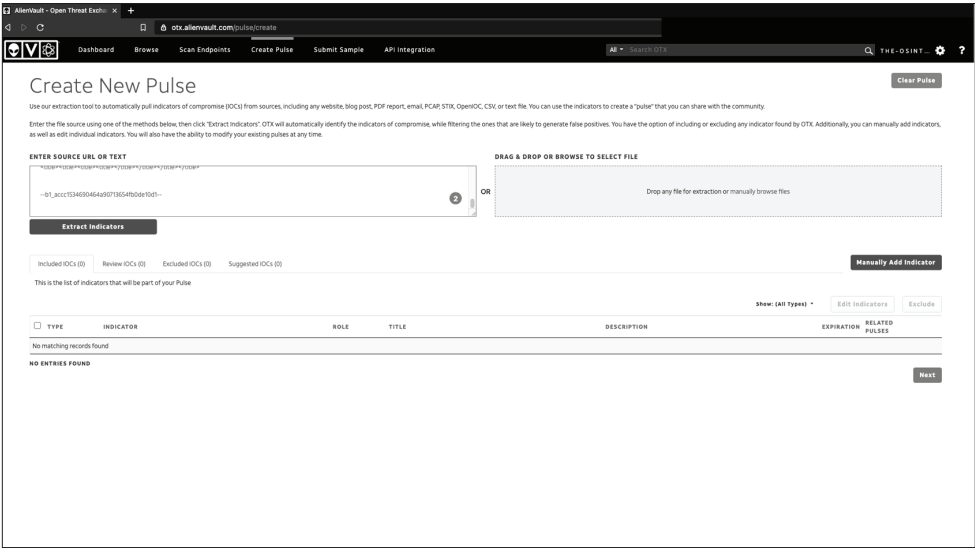 AlienVault - Open Threat Exchan × +
otx.alienvault.com/pulse/create
OV
Dashboard Browse Scan Endpoints Create Pulse Submit Sample API Integration All Search OTX THE-OSINT... ?
Create New Pulse
Clear Pulse
Use our extraction tool to automatically pull indicators of compromise (IOCs) from sources, including any website, blog post, PDF report, email, PCAP, STIX, OpenIOC, CSV, or text file. You can use the indicators to create a "pulse" that you can share with the community.
Enter the file source using one of the methods below, then click "Extract Indicators". OTX will automatically identify the indicators of compromise, while filtering the ones that are likely to generate false positives. You have the option of including or excluding any indicator found by OTX. Additionally, you can manually add indicators,
as well as edit individual indicators. You will also have the ability to modify your existing pulses at any time.
ENTER SOURCE URL OR TEXT DRAG & DROP OR BROWSE TO SELECT FILE
--b1_accc1534690464a90713654fb0de10d1--
2
OR
Drop any file for extraction or manually browse files
Extract Indicators
Included IOCs (0) Review IOCs (0) Excluded IOCs (0) Suggested IOCs (0) Manually Add Indicator
This is the list of indicators that will be part of your Pulse
Show: (All Types) Edit Indicators Exclude
TYPE INDICATOR ROLE TITLE DESCRIPTION EXPIRATION RELATED
PULSES
No matching records found
NO ENTRIES FOUND
Next